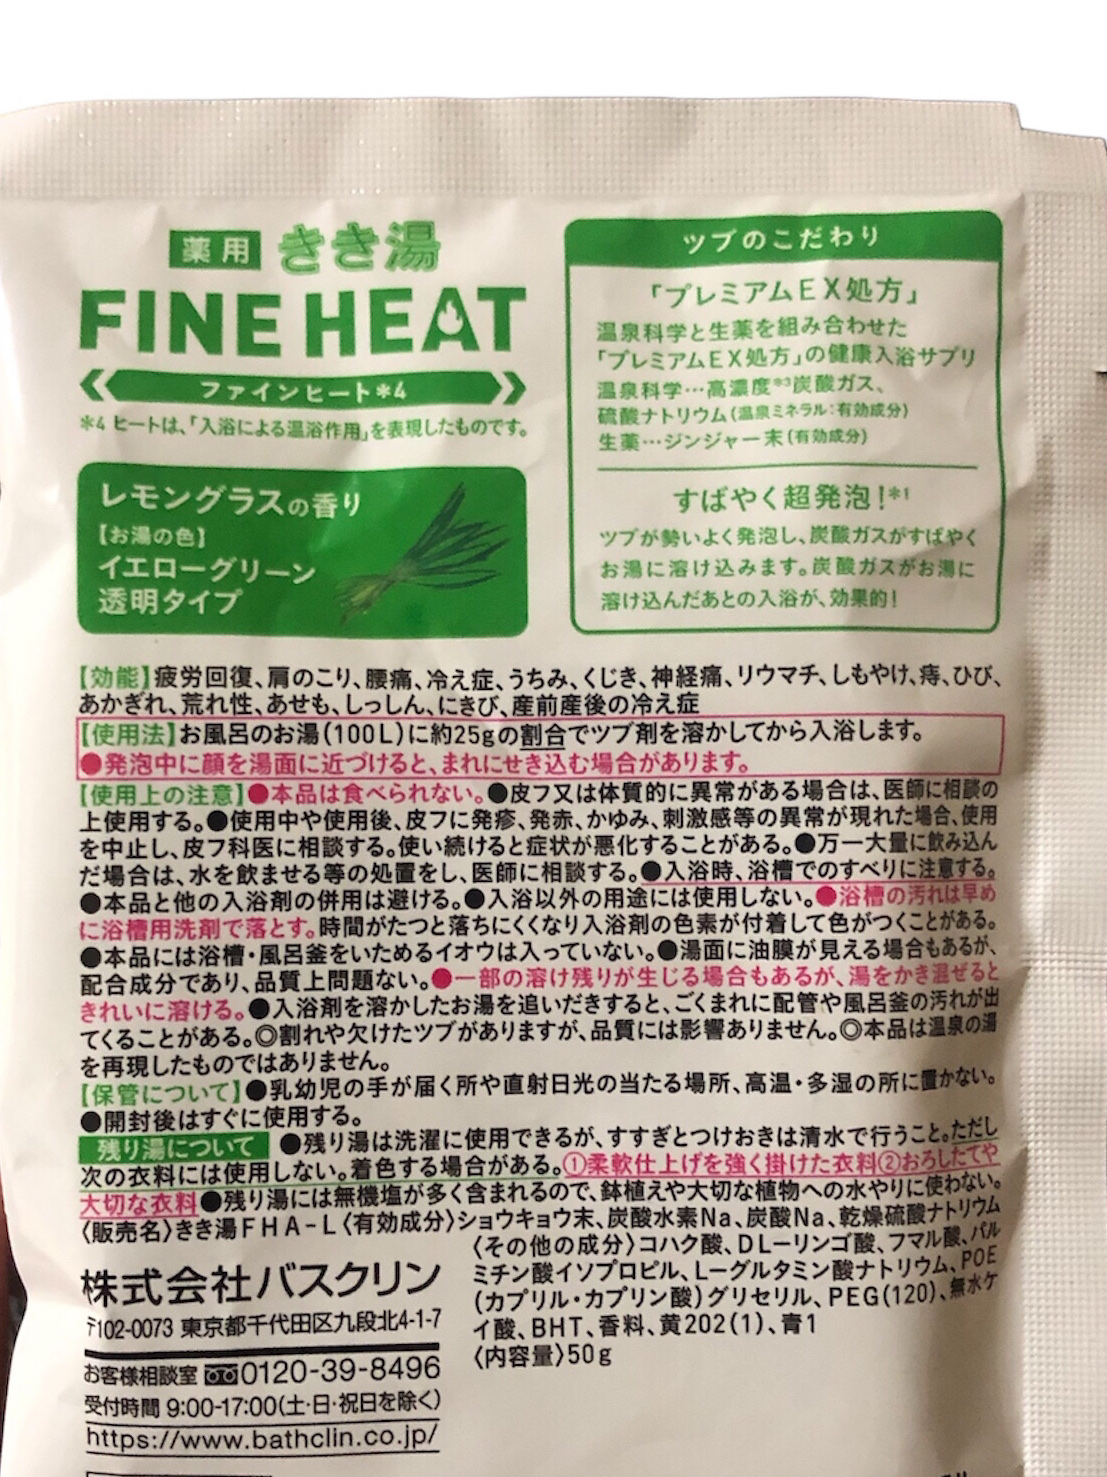 薬用 きき湯
FINE HEAT
ファインヒート*4
*4 ヒートは、「入浴による温浴作用」を表現したものです。
レモングラスの香り
【お湯の色】
イエローグリーン
透明タイプ
ツブのこだわり
「プレミアムEX処方」
温泉科学と生薬を組み合わせた
「プレミアムEX処方」の健康入浴サプリ
温泉科学…高濃度*3炭酸ガス、
硫酸ナトリウム(温泉ミネラル:有効成分)
生薬…ジンジャー末(有効成分)
すばやく超発泡!*1
ツブが勢いよく発泡し、炭酸ガスがすばやく
お湯に溶け込みます。炭酸ガスがお湯に
溶け込んだあとの入浴が、効果的!
【効能】疲労回復、肩のこり、腰痛、冷え症、うちみ、くじき、神経痛、リウマチ、しもやけ、痔、ひび、
あかぎれ、荒れ性、あせも、しっしん、にきび、産前産後の冷え症
【使用法】お風呂のお湯(100L)に約25gの割合でツブ剤を溶かしてから入浴します。
●発泡中に顔を湯面に近づけると、まれにせき込む場合があります。
【使用上の注意】●本品は食べられない。●皮フ又は体質的に異常がある場合は、医師に相談の
上使用する。●使用中や使用後、皮フに発疹、発赤、かゆみ、刺激感等の異常が現れた場合、使用
を中止し、皮フ科医に相談する。使い続けると症状が悪化することがある。●万一大量に飲み込ん
だ場合は、水を飲ませる等の処置をし、医師に相談する。●入浴時、浴槽でのすべりに注意する。
●本品と他の入浴剤の併用は避ける。●入浴以外の用途には使用しない。●浴槽の汚れは早め
に浴槽用洗剤で落とす。時間がたつと落ちにくくなり入浴剤の色素が付着して色がつくことがある。
●本品には浴槽・風呂釜をいためるイオウは入っていない。●湯面に油膜が見える場合もあるが、
配合成分であり、品質上問題ない。●一部の溶け残りが生じる場合もあるが、湯をかき混ぜると
きれいに溶ける。●入浴剤を溶かしたお湯を追いだきすると、ごくまれに配管や風呂釜の汚れが出
てくることがある。◎割れや欠けたツブがありますが、品質には影響ありません。◎本品は温泉の湯
を再現したものではありません。
【保管について】●乳幼児の手が届く所や直射日光の当たる場所、高温・多湿の所に置かない。
●開封後はすぐに使用する。
残り湯について ●残り湯は洗濯に使用できるが、すすぎとつけおきは清水で行うこと。ただし
次の衣料には使用しない。着色する場合がある。①柔軟仕上げを強く掛けた衣料②おろしたてや
大切な衣料●残り湯には無機塩が多く含まれるので、鉢植えや大切な植物への水やりに使わない。
〈販売名〉きき湯FHA-L〈有効成分〉ショウキョウ末、炭酸水素Na、炭酸Na、乾燥硫酸ナトリウム
〈その他の成分〉コハク酸、DL-リンゴ酸、フマル酸、パル
ミチン酸イソプロピル、L-グルタミン酸ナトリウム、POE
(カプリル・カプリン酸)グリセリル、PEG(120)、無水ケ
イ酸、BHT、香料、黄202(1)、青1
〈内容量〉50g
株式会社バスクリン
〒102-0073 東京都千代田区九段北4-1-7
お客様相談室 0120-39-8496
受付時間 9:00-17:00(土・日・祝日を除く)
https://www.bathclin.co.jp/